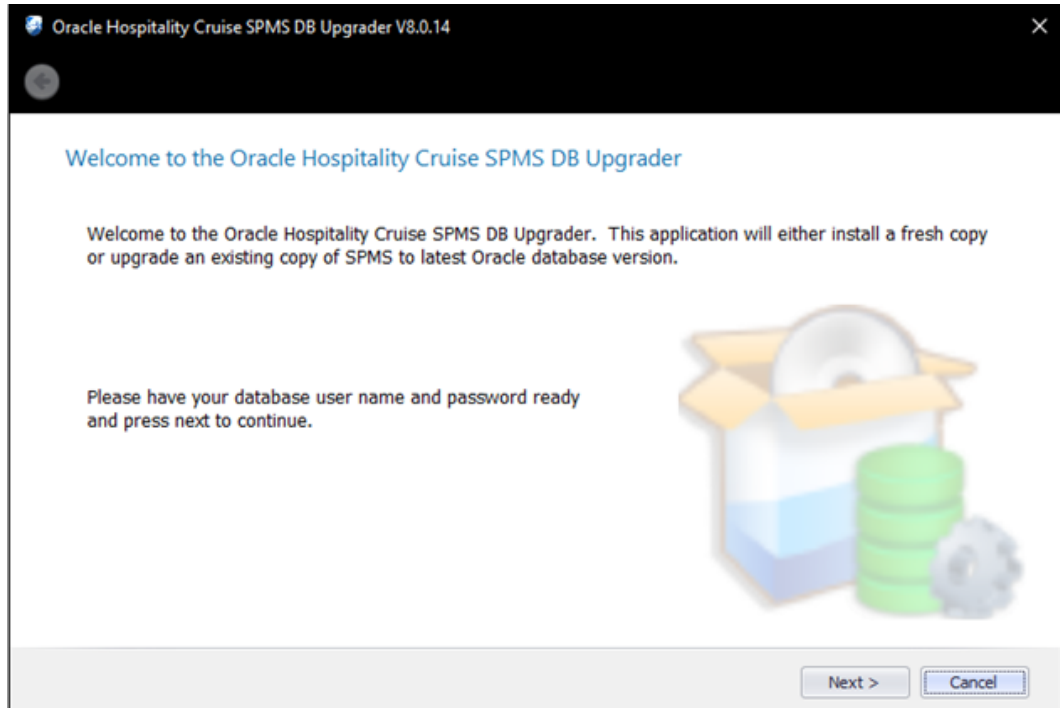 Oracle Hospitality Cruise SPMS DB Upgrader V8.0.14
Welcome to the Oracle Hospitality Cruise SPMS DB Upgrader
Welcome to the Oracle Hospitality Cruise SPMS DB Upgrader.  This application will either install a fresh copy
or upgrade an existing copy of SPMS to latest Oracle database version.
Please have your database user name and password ready
and press next to continue.
Next >
Cancel